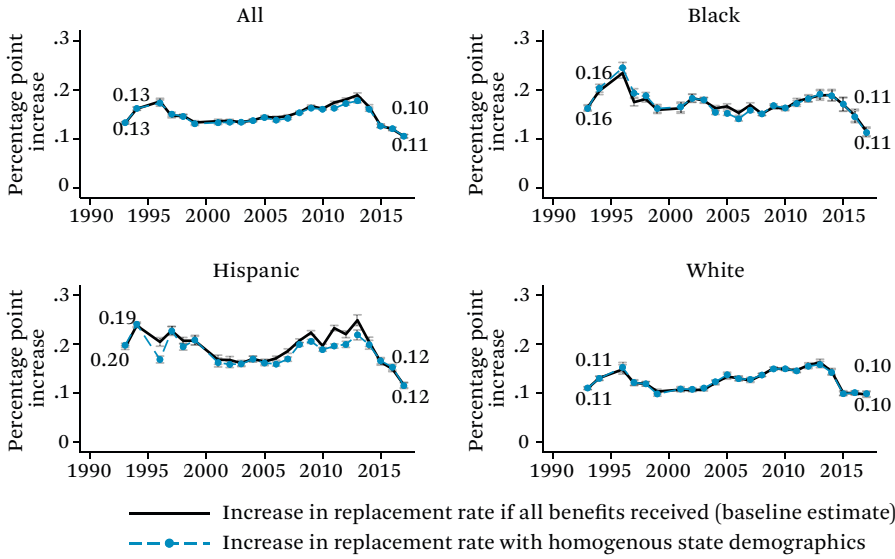 All
Percentage point
increase
.3
.2
.1
0
0.13
0.13
0.10
0.11
1990 1995 2000 2005 2010 2015
Black
Percentage point
increase
.3
.2
.1
0
0.16
0.16
0.11
0.11
1990 1995 2000 2005 2010 2015
Hispanic
Percentage point
increase
.3
.2
.1
0
0.19
0.20
0.12
0.12
1990 1995 2000 2005 2010 2015
White
Percentage point
increase
.3
.2
.1
0
0.11
0.11
0.10
0.10
1990 1995 2000 2005 2010 2015
Increase in replacement rate if all benefits received (baseline estimate)
Increase in replacement rate with homogenous state demographics